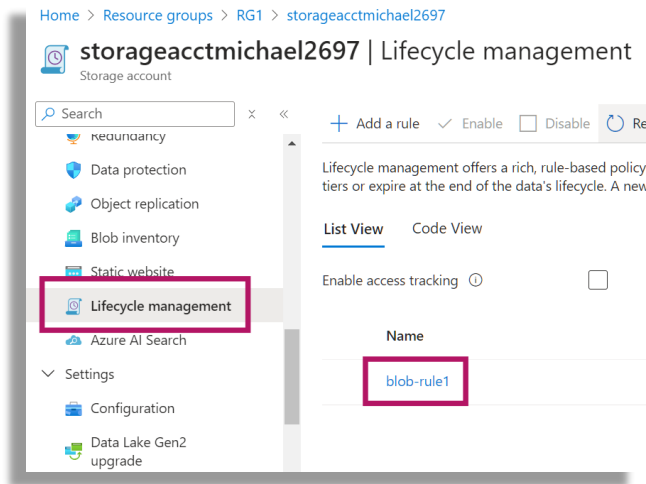 Home > Resource groups > RG1 > storageacctmichael2697
storageacctmichael2697 | Lifecycle management
Storage account
Search
Add a rule Enable Disable Re
Redundancy
Data protection
Object replication
Blob inventory
Static website
Lifecycle management
Azure AI Search
Settings
Configuration
Data Lake Gen2
upgrade
Lifecycle management offers a rich, rule-based policy
tiers or expire at the end of the data's lifecycle. A new
List View Code View
Enable access tracking
Name
blob-rule1